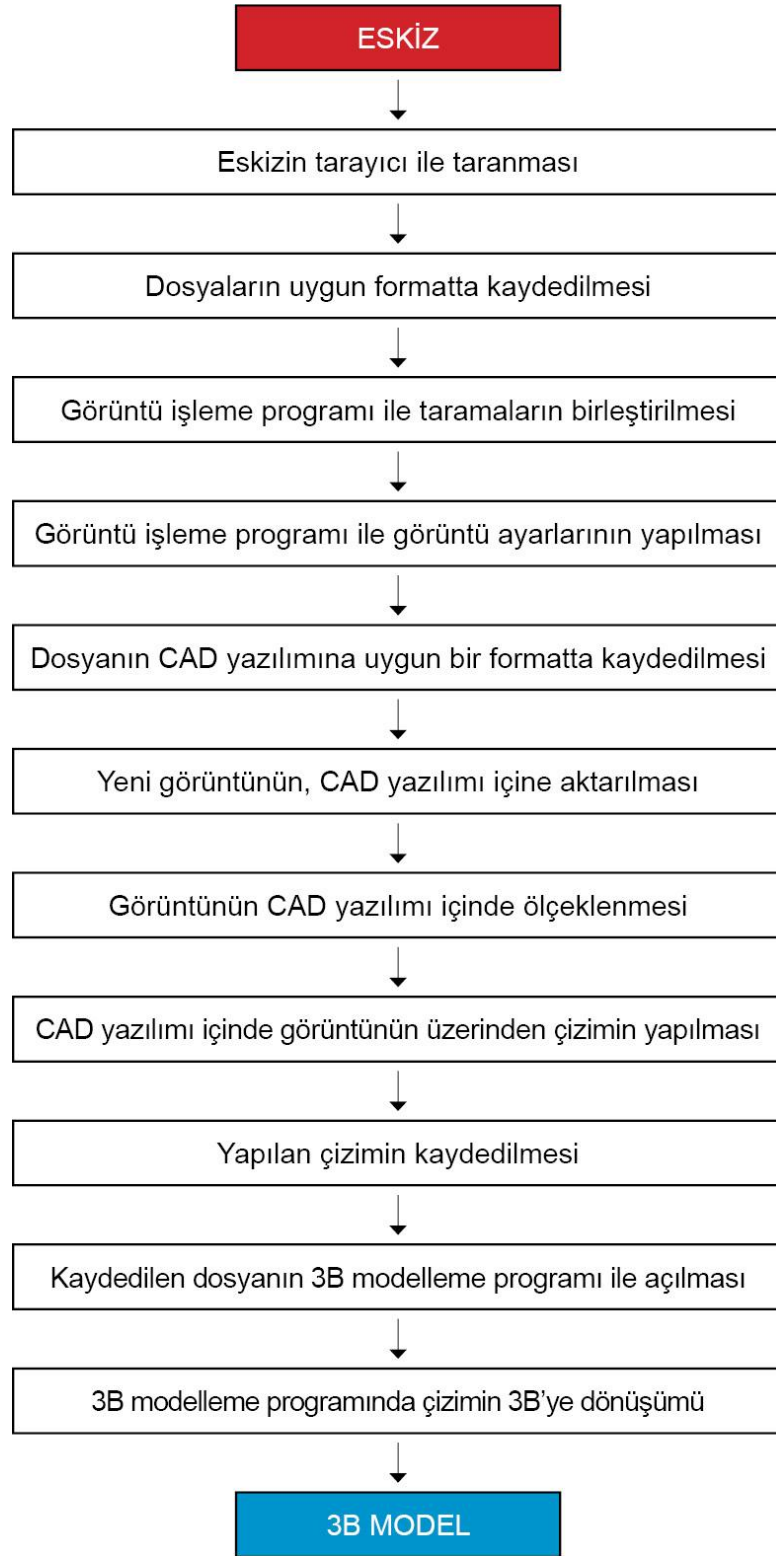 ESKİZ
Eskizin tarayıcı ile taranması
Dosyaların uygun formatta kaydedilmesi
Görüntü işleme programı ile taramaların birleştirilmesi
Görüntü işleme programı ile görüntü ayarlarının yapılması
Dosyanın CAD yazılımına uygun bir formatta kaydedilmesi
Yeni görüntünün, CAD yazılımı içine aktarılması
Görüntünün CAD yazılımı içinde ölçeklenmesi
CAD yazılımı içinde görüntünün üzerinden çizimin yapılması
Yapılan çizimin kaydedilmesi
Kaydedilen dosyanın 3B modelleme programı ile açılması
3B modelleme programında çizimin 3B’ye dönüşümü
3B MODEL